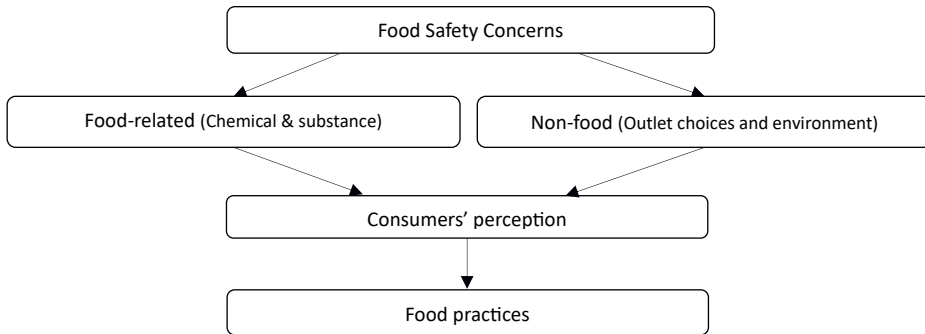 Food Safety Concerns
Food-related (Chemical & substance)
Non-food (Outlet choices and environment)
Consumers’ perception
Food practices